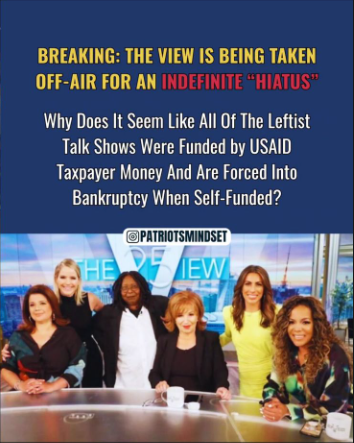 BREAKING: THE VIEW IS BEING TAKEN
OFF-AIR FOR AN INDEFINITE “HIATUS”
Why Does It Seem Like All Of The Leftist
Talk Shows Were Funded by USAID
Taxpayer Money And Are Forced Into
Bankruptcy When Self-Funded?
@PATRIOTSMINDSET
THE 25 VIEW